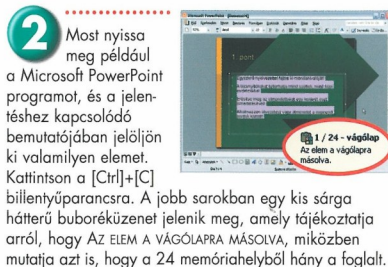 2
Most nyissa
meg például
a Microsoft PowerPoint
programot, és a jelen-
téshez kapcsolódó
bemutatójában jelöljön
ki valamilyen elemet.
Kattintson a [Ctrl]+[C]
billentyűparancsra. A jobb sarokban egy kis sárga
hátterű buboréküzenet jelenik meg, amely tájékoztatja
arról, hogy AZ ELEM A VÁGÓLAPRA MÁSOLVA, miközben
mutatja azt is, hogy a 24 memóriahelyből hány a foglalt.
1. pont
1 / 24 - vágólap
Az elem a vágólapra
másolva.